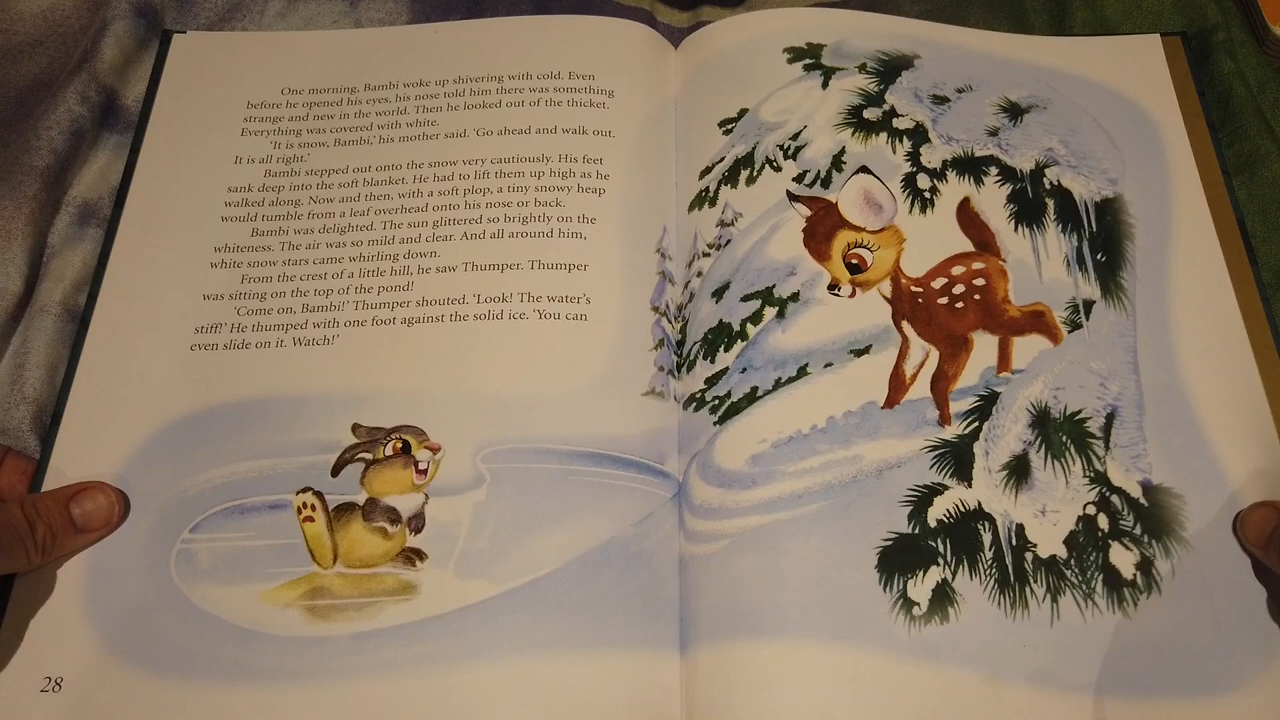 One morning, Bambi woke up shivering with cold. Even
before he opened his eyes, his nose told him there was something
strange and new in the world. Then he looked out of the thicket.
Everything was covered with white.
‘It is snow, Bambi,’ his mother said. ‘Go ahead and walk out.
It is all right.’
Bambi stepped out onto the snow very cautiously. His feet
sank deep into the soft blanket. He had to lift them up high as he
walked along. Now and then, with a soft plop, a tiny snowy heap
would tumble from a leaf overhead onto his nose or back.
Bambi was delighted. The sun glittered so brightly on the
whiteness. The air was so mild and clear. And all around him,
white snow stars came whirling down.
From the crest of a little hill, he saw Thumper. Thumper
was sitting on the top of the pond!
‘Come on, Bambi!’ Thumper shouted. ‘Look! The water’s
stiff!’ He thumped with one foot against the solid ice. ‘You can
even slide on it. Watch!’
28